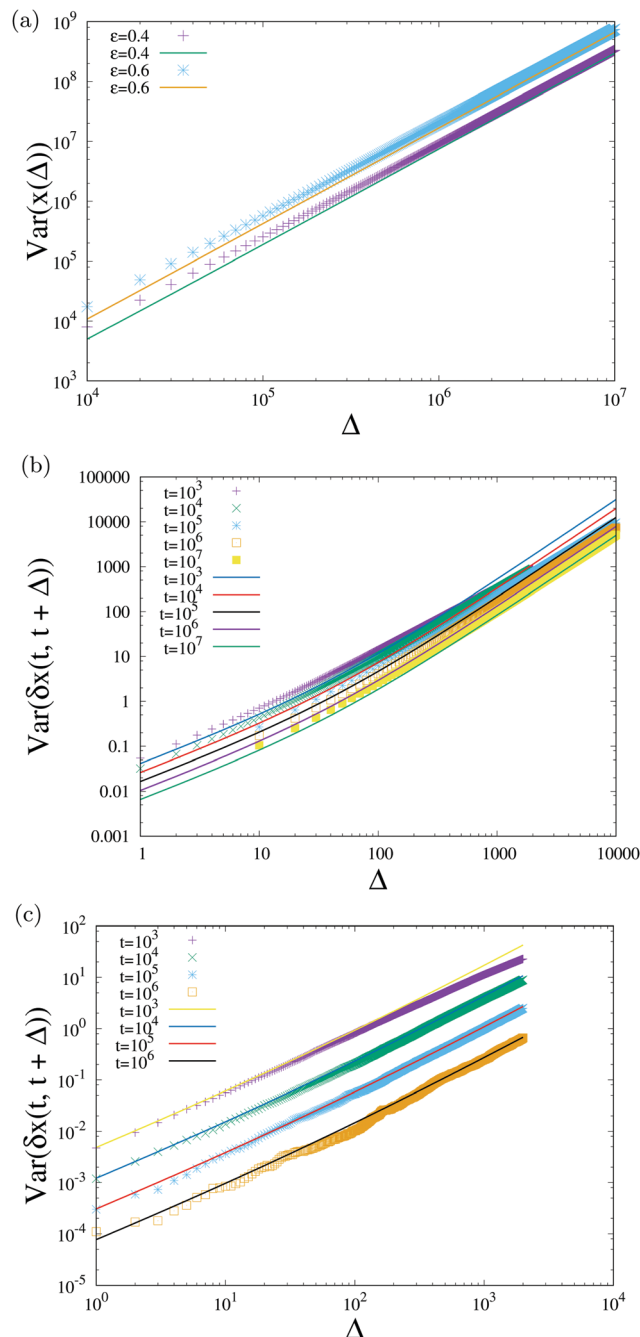 (a)
10^9
10^8
10^7
10^6
10^5
10^4
10^3
Var(x(Δ))
ε=0.4
ε=0.4
ε=0.6
ε=0.6
10^4 10^5 10^6 10^7
Δ
(b)
100000
10000
1000
100
10
1
0.1
0.01
0.001
Var(δx(t, t + Δ))
t=10^3
t=10^4
t=10^5
t=10^6
t=10^7
t=10^3
t=10^4
t=10^5
t=10^6
t=10^7
1 10 100 1000 10000
Δ
(c)
10^2
10^1
10^0
10^-1
10^-2
10^-3
10^-4
10^-5
Var(δx(t, t + Δ))
t=10^3
t=10^4
t=10^5
t=10^6
t=10^3
t=10^4
t=10^5
t=10^6
10^0 10^1 10^2 10^3 10^4
Δ